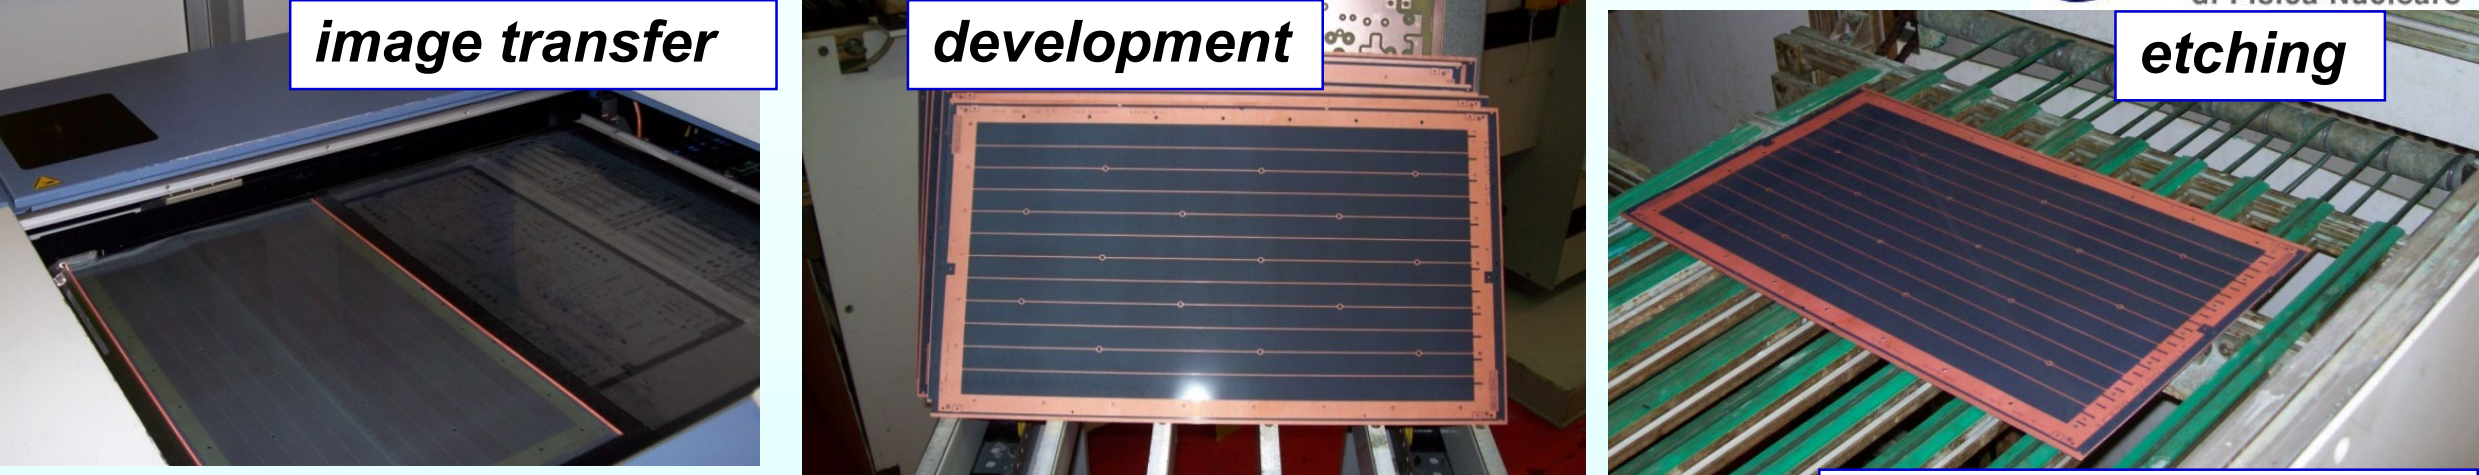 image transfer
development
etching